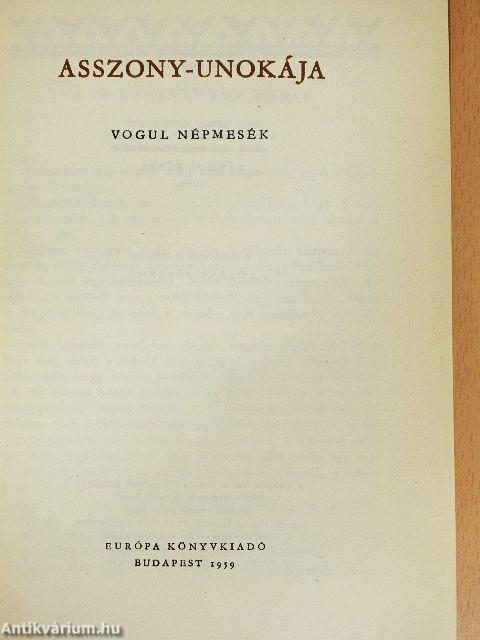 ASSZONY-UNOKÁJA
VOGUL NÉPMESÉK
EURÓPA KÖNYVKIADÓ
BUDAPEST 1959
Antikvárium.hu